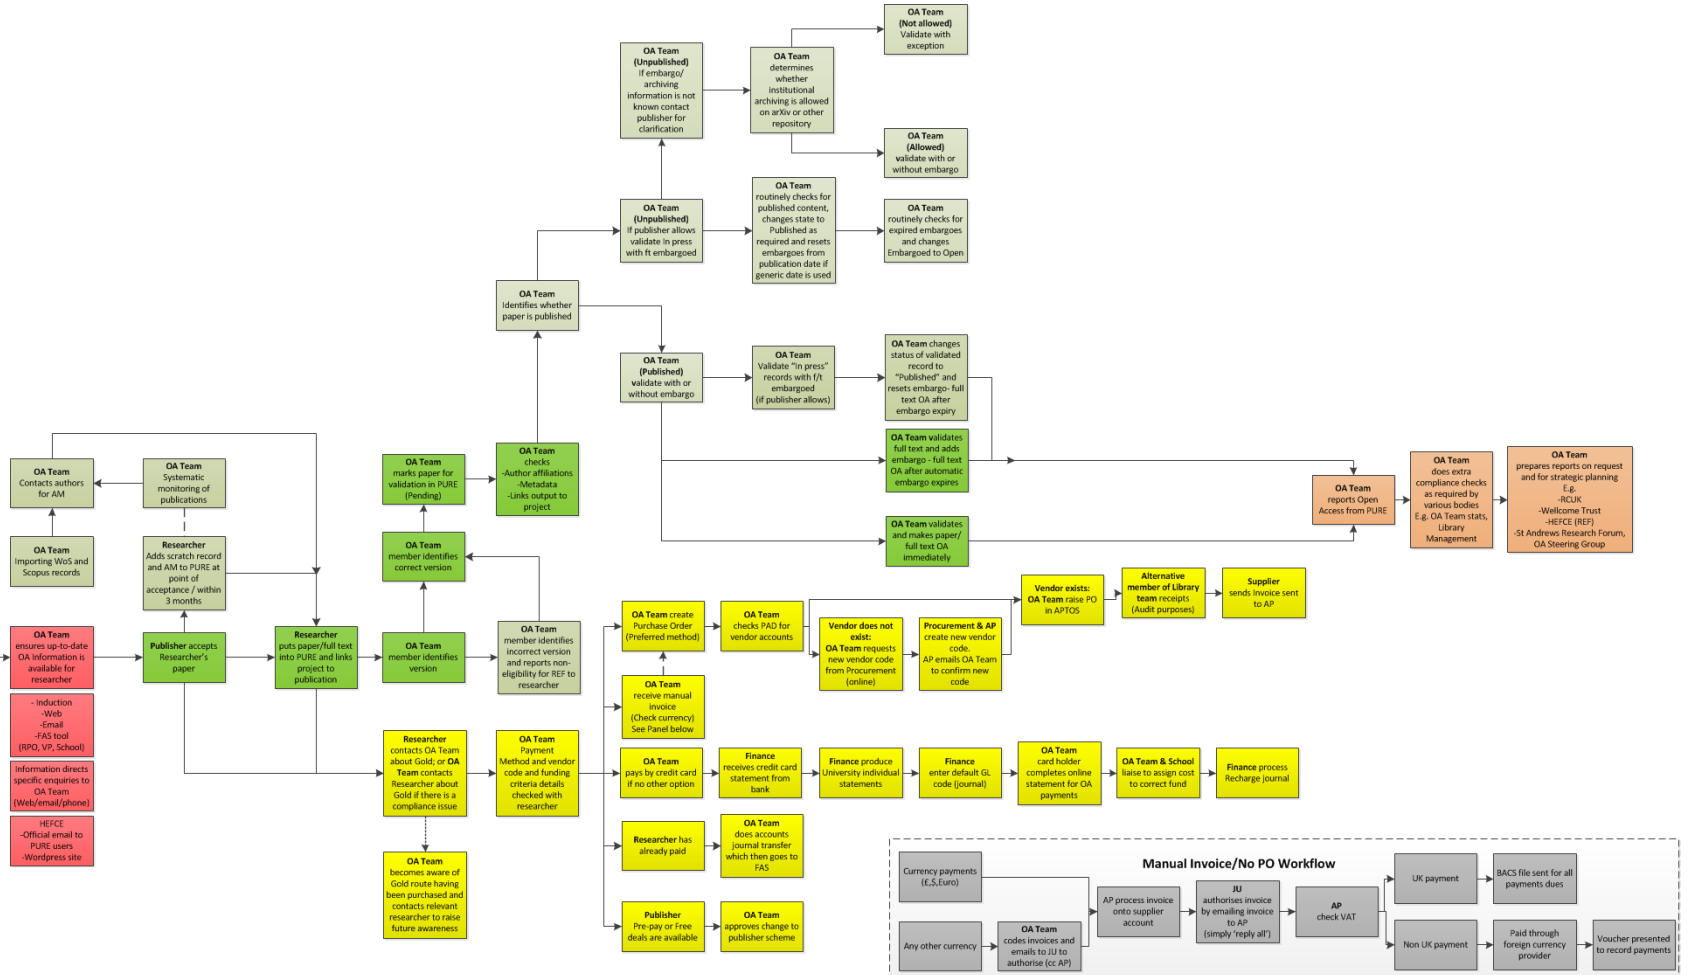 OA Team
(Not allowed)
Validate with
exception
OA Team
(Unpublished)
If embargo/
archiving
information is not
known contact
publisher for
clarification
OA Team
determines
whether
institutional
archiving is allowed
on arXiv or other
repository
OA Team
(Allowed)
validate with or
without embargo
OA Team
(Unpublished)
If publisher allows
validate In press
with ft embargoed
OA Team
routinely checks for
published content,
changes state to
Published as
required and resets
embargoes from
publication date if
generic date is used
OA Team
routinely checks for
expired embargoes
and changes
Embargoed to Open
OA Team
Identifies whether
paper is published
OA Team
(Published)
validate with or
without embargo
OA Team
Validate "In press"
records with f/t
embargoed
(if publisher allows)
OA Team changes
status of validated
record to
"Published" and
resets embargo- full
text OA after
embargo expiry
OA Team validates
full text and adds
embargo - full text
OA after automatic
embargo expires
OA Team validates
and makes paper/
full text OA
immediately
OA Team
Contacts authors
for AM
OA Team
Systematic
monitoring of
publications
OA Team
marks paper for
validation in PURE
(Pending)
OA Team
checks
-Author affiliations
-Metadata
-Links output to
project
OA Team
reports Open
Access from PURE
OA Team
does extra
compliance checks
as required by
various bodies
E.g. OA Team stats,
Library
Management
OA Team
prepares reports on request
and for strategic planning
E.g.
-RCUK
-Wellcome Trust
-HEFCE (REF)
-St Andrews Research Forum,
OA Steering Group
OA Team
Importing WoS and
Scopus records
Researcher
Adds scratch record
and AM to PURE at
point of
acceptance / within
3 months
OA Team
member identifies
correct version
OA Team
ensures up-to-date
OA Information is
available for
researcher
Publisher accepts
Researcher's
paper
Researcher
puts paper/full text
into PURE and links
project to
publication
OA Team
member identifies
version
OA Team
member identifies
incorrect version
and reports non-
eligibility for REF to
researcher
- Induction
- Web
- Email
-FAS tool
(RPO, VP, School)
Information directs
specific enquiries to
OA Team
(Web/email/phone)
HEFCE
-Official email to
PURE users
-Wordpress site
OA Team create
Purchase Order
(Preferred method)
OA Team
checks PAD for
vendor accounts
Vendor does not
exist:
OA Team requests
new vendor code
from Procurement
(online)
Procurement & AP
create new vendor
code.
AP emails OA Team
to confirm new
code
Vendor exists:
OA Team raise PO
in APTOS
Alternative
member of Library
team receipts
(Audit purposes)
Supplier
sends Invoice sent
to AP
OA Team
receive manual
invoice
(Check currency)
See Panel below
Researcher
contacts OA Team
about Gold; or OA
Team contacts
Researcher about
Gold if there is a
compliance issue
OA Team
Payment
Method and vendor
code and funding
criteria details
checked with
researcher
OA Team
pays by credit card
if no other option
Finance
receives credit card
statement from
bank
Finance produce
University individual
statements
Finance
enter default GL
code (journal)
OA Team
card holder
completes online
statement for OA
payments
OA Team & School
liaise to assign cost
to correct fund
Finance process
Recharge journal
Researcher has
already paid
OA Team
does accounts
journal transfer
which then goes to
FAS
OA Team
becomes aware of
Gold route having
been purchased and
contacts relevant
researcher to raise
future awareness
Publisher
Pre-pay or Free
deals are available
OA Team
approves change to
publisher scheme
Manual Invoice/No PO Workflow
Currency payments
(£,$,Euro)
Any other currency
OA Team
codes invoices and
emails to JU to
authorise (cc AP)
AP process invoice
onto supplier
account
JU
authorises invoice
by emailing invoice
to AP
(simply 'reply all')
AP
check VAT
UK payment
BACS file sent for all
payments dues
Non UK payment
Paid through
foreign currency
provider
Voucher presented
to record payments